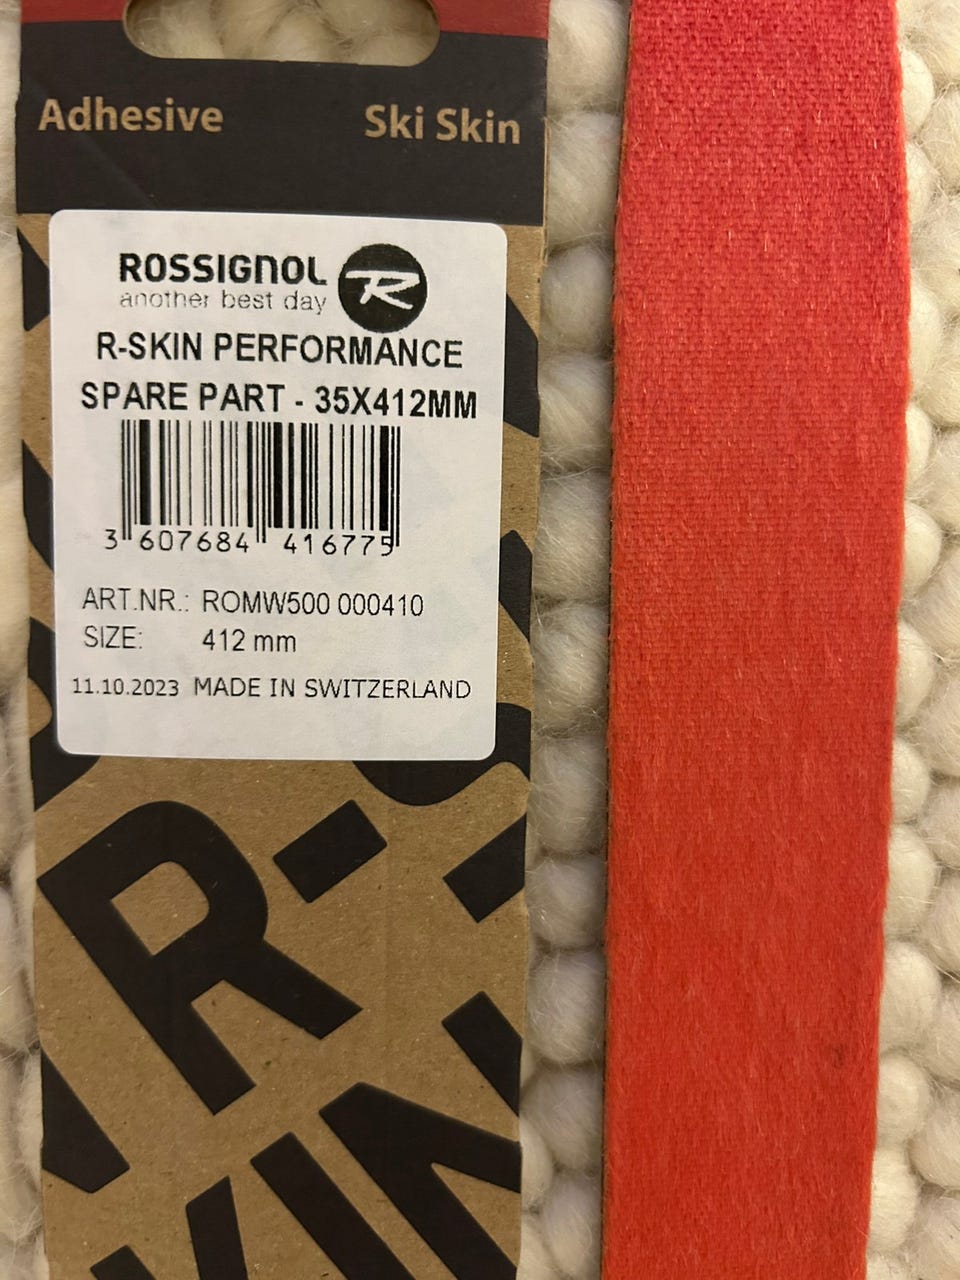 Adhesive Ski Skin
ROSSIGNOL
another best day
R
R-SKIN PERFORMANCE
SPARE PART - 35X412MM
3 607684 416775
ART.NR.: ROMW500 000410
SIZE: 412 mm
11.10.2023 MADE IN SWITZERLAND
R-
KIN